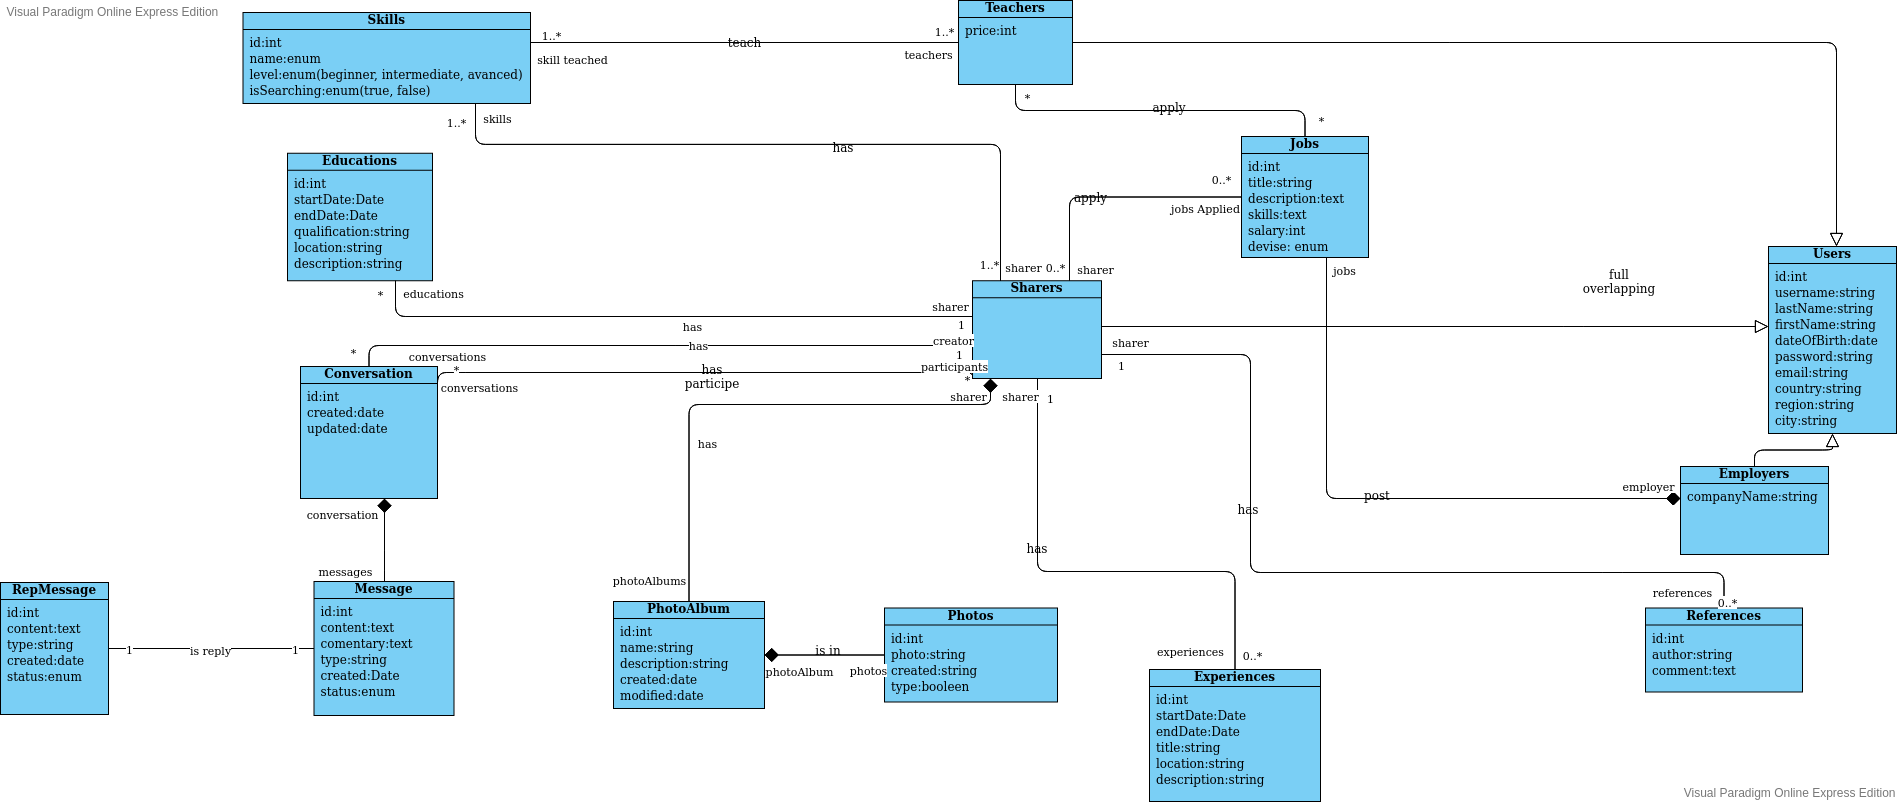 Visual Paradigm Online Express Edition
Skills
id:int
name:enum
level:enum(beginner, intermediate, avanced)
isSearching:enum(true, false)
1..*
skill teached
teach
1..*
teachers
Teachers
price:int
*
apply
*
1..*
skills
has
Educations
id:int
startDate:Date
endDate:Date
qualification:string
location:string
description:string
Jobs
id:int
title:string
description:text
skills:text
salary:int
devise: enum
0..*
jobs Applied
apply
1..*
sharer
0..*
sharer
jobs
full
overlapping
Users
id:int
username:string
lastName:string
firstName:string
dateOfBirth:date
password:string
email:string
country:string
region:string
city:string
*
educations
has
sharer
1
Sharers
*
conversations
has
creator
1
*
conversations
has
participe
participants
*
sharer
1
Conversation
id:int
created:date
updated:date
sharer
has
sharer
1
has
has
post
employer
Employers
companyName:string
conversation
messages
RepMessage
id:int
content:text
type:string
created:date
status:enum
1
is reply
1
Message
id:int
content:text
comentary:text
type:string
created:Date
status:enum
photoAlbums
PhotoAlbum
id:int
name:string
description:string
created:date
modified:date
is in
photoAlbum
photos
Photos
id:int
photo:string
created:string
type:booleen
experiences
0..*
Experiences
id:int
startDate:Date
endDate:Date
title:string
location:string
description:string
references
0..*
References
id:int
author:string
comment:text
Visual Paradigm Online Express Edition